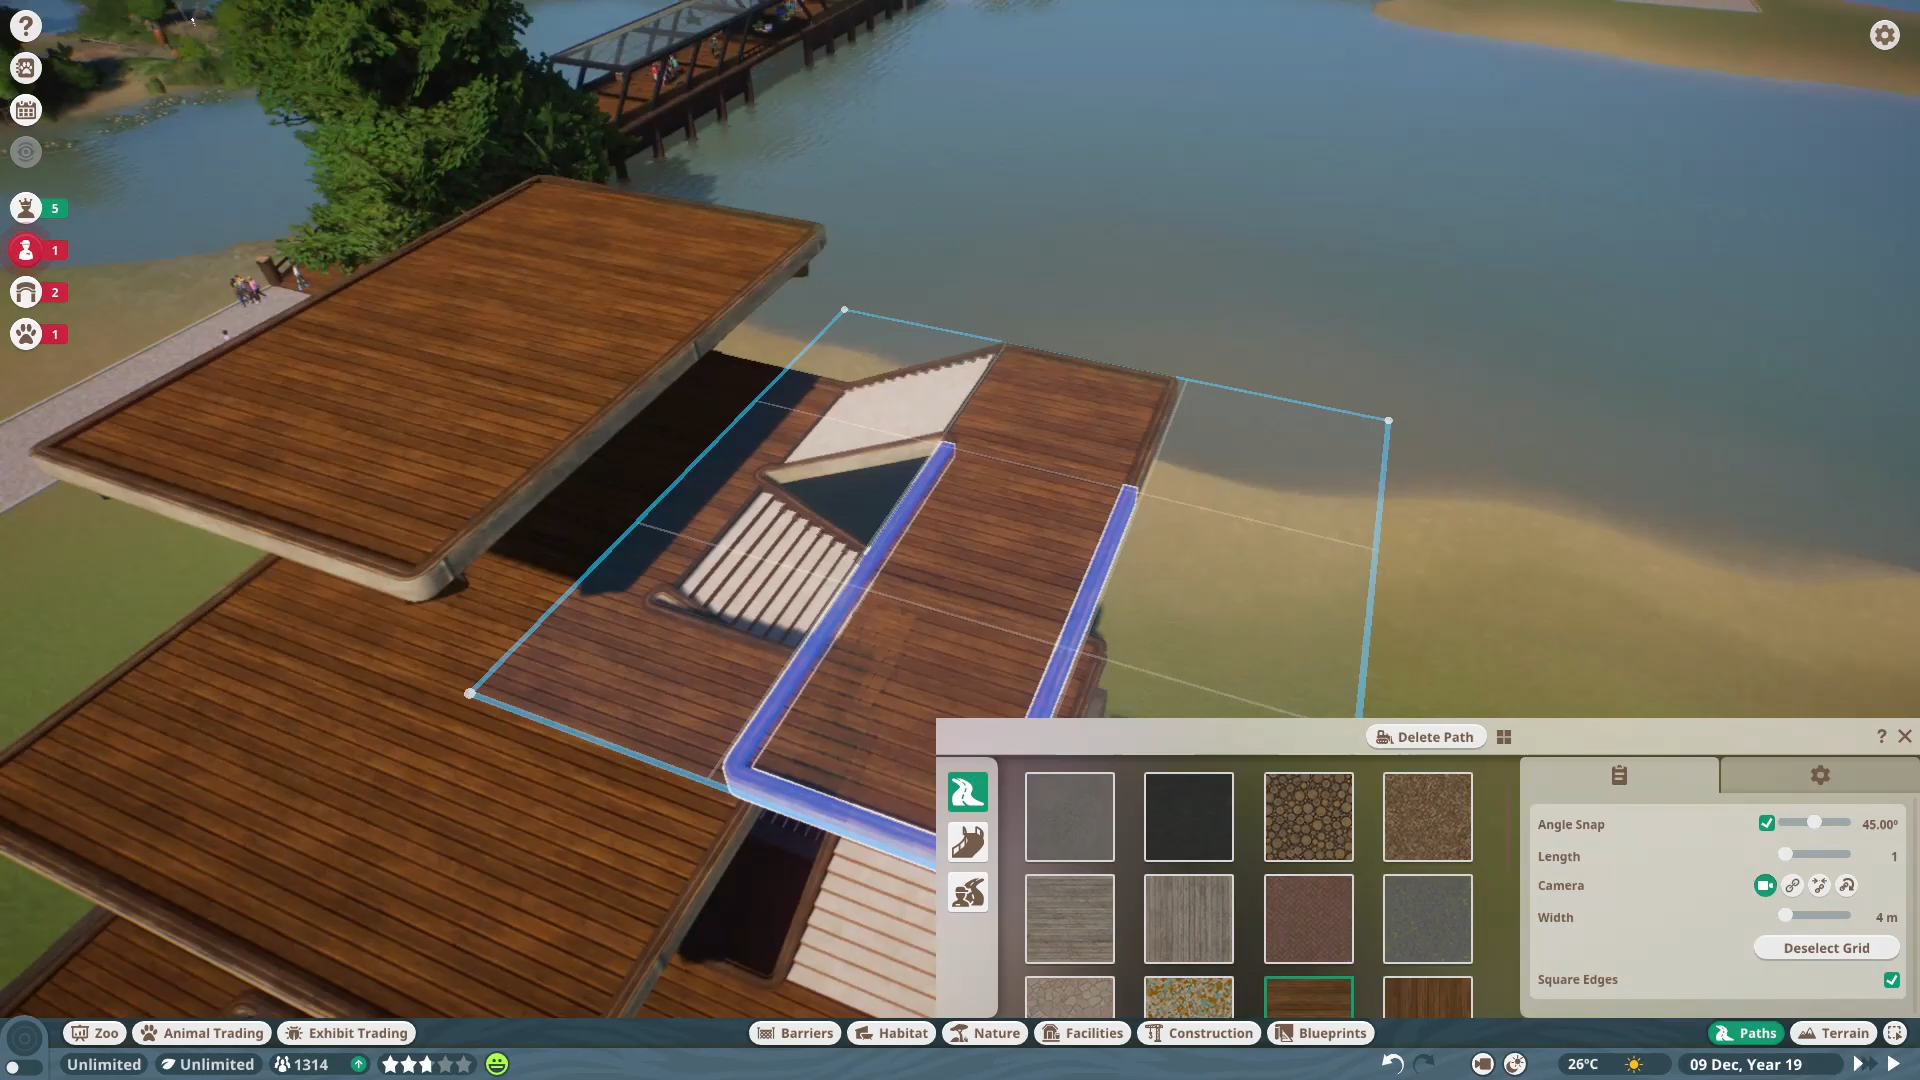 ?
5
1
2
1
Delete Path
?
Angle Snap 45.00º
Length 1
Camera
Width 4 m
Deselect Grid
Square Edges
Zoo Animal Trading Exhibit Trading Barriers Habitat Nature Facilities Construction Blueprints Paths Terrain
Unlimited Unlimited 1314 26°C 09 Dec, Year 19